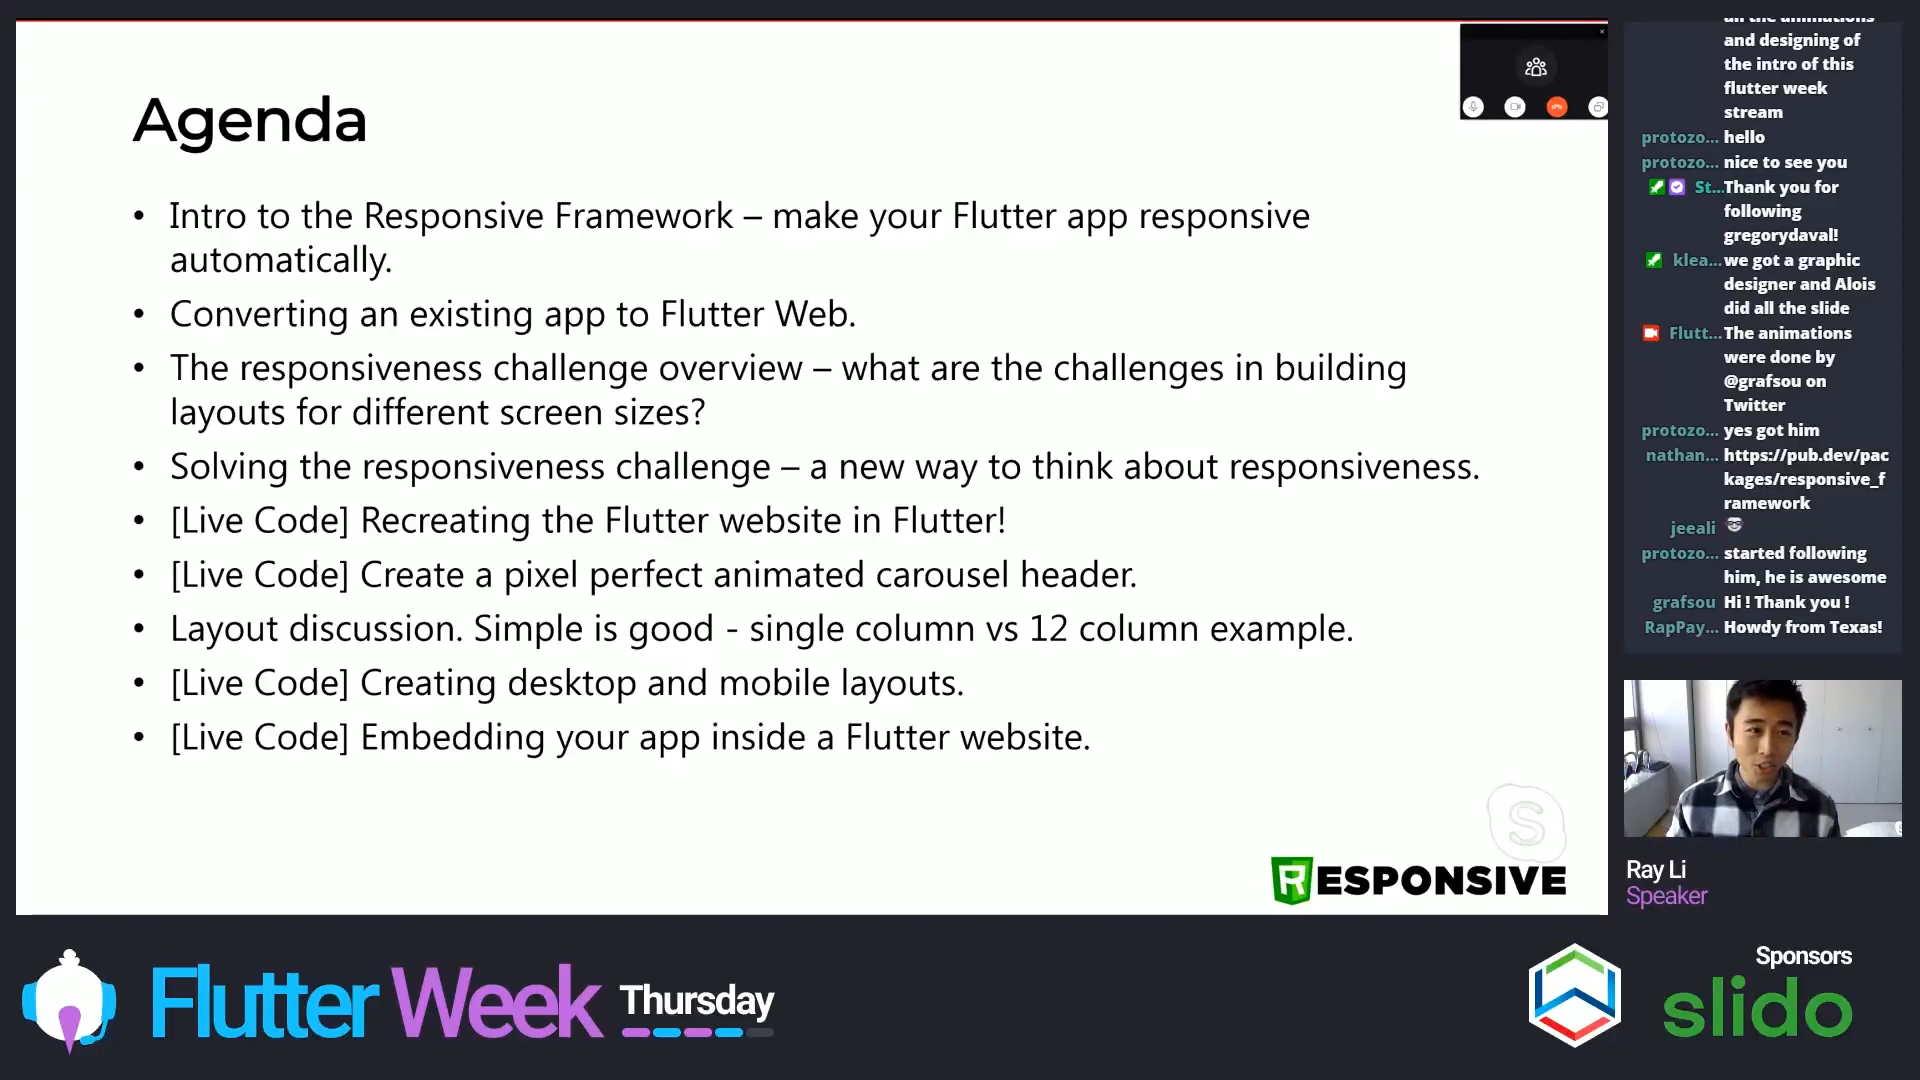 Agenda
• Intro to the Responsive Framework – make your Flutter app responsive
automatically.
• Converting an existing app to Flutter Web.
• The responsiveness challenge overview – what are the challenges in building
layouts for different screen sizes?
• Solving the responsiveness challenge – a new way to think about responsiveness.
• [Live Code] Recreating the Flutter website in Flutter!
• [Live Code] Create a pixel perfect animated carousel header.
• Layout discussion. Simple is good - single column vs 12 column example.
• [Live Code] Creating desktop and mobile layouts.
• [Live Code] Embedding your app inside a Flutter website.
S
RESPONSIVE
all the animations
and designing of
the intro of this
flutter week
stream
protozo... hello
protozo... nice to see you
St...Thank you for
following
gregorydaval!
klea...we got a graphic
designer and Alois
did all the slide
Flutt...The animations
were done by
@grafsou on
Twitter
protozo... yes got him
nathan... https://pub.dev/pac
kages/responsive_f
ramework
jeeali
protozo... started following
him, he is awesome
grafsou Hi ! Thank you !
RapPay... Howdy from Texas!
Ray Li
Speaker
Flutter Week Thursday
Sponsors
slido